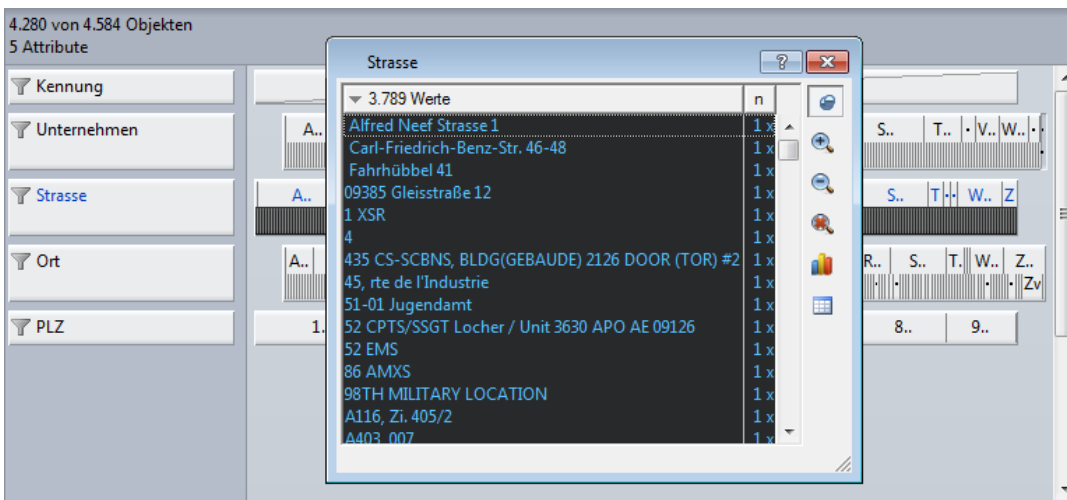 4.280 von 4.584 Objekten
5 Attribute
Strasse
Kennung
3.789 Werte n
Unternehmen
A.. S.. T.. V.. W..
Alfred Neef Strasse 1 1 x
Carl-Friedrich-Benz-Str. 46-48 1 x
Fahrhübbel 41 1 x
Strasse
A.. S.. T W.. Z
09385 Gleisstraße 12 1 x
1 XSR 1 x
4 1 x
Ort
A.. R.. S.. T. W.. Z..
Zv
435 CS-SCBNS, BLDG(GEBAUDE) 2126 DOOR (TOR) #2 1 x
45, rte de l'Industrie 1 x
51-01 Jugendamt 1 x
PLZ
1. 8.. 9..
52 CPTS/SSGT Locher / Unit 3630 APO AE 09126 1 x
52 EMS 1 x
86 AMXS 1 x
98TH MILITARY LOCATION 1 x
A116, Zi. 405/2 1 x
A403, 007 1 x